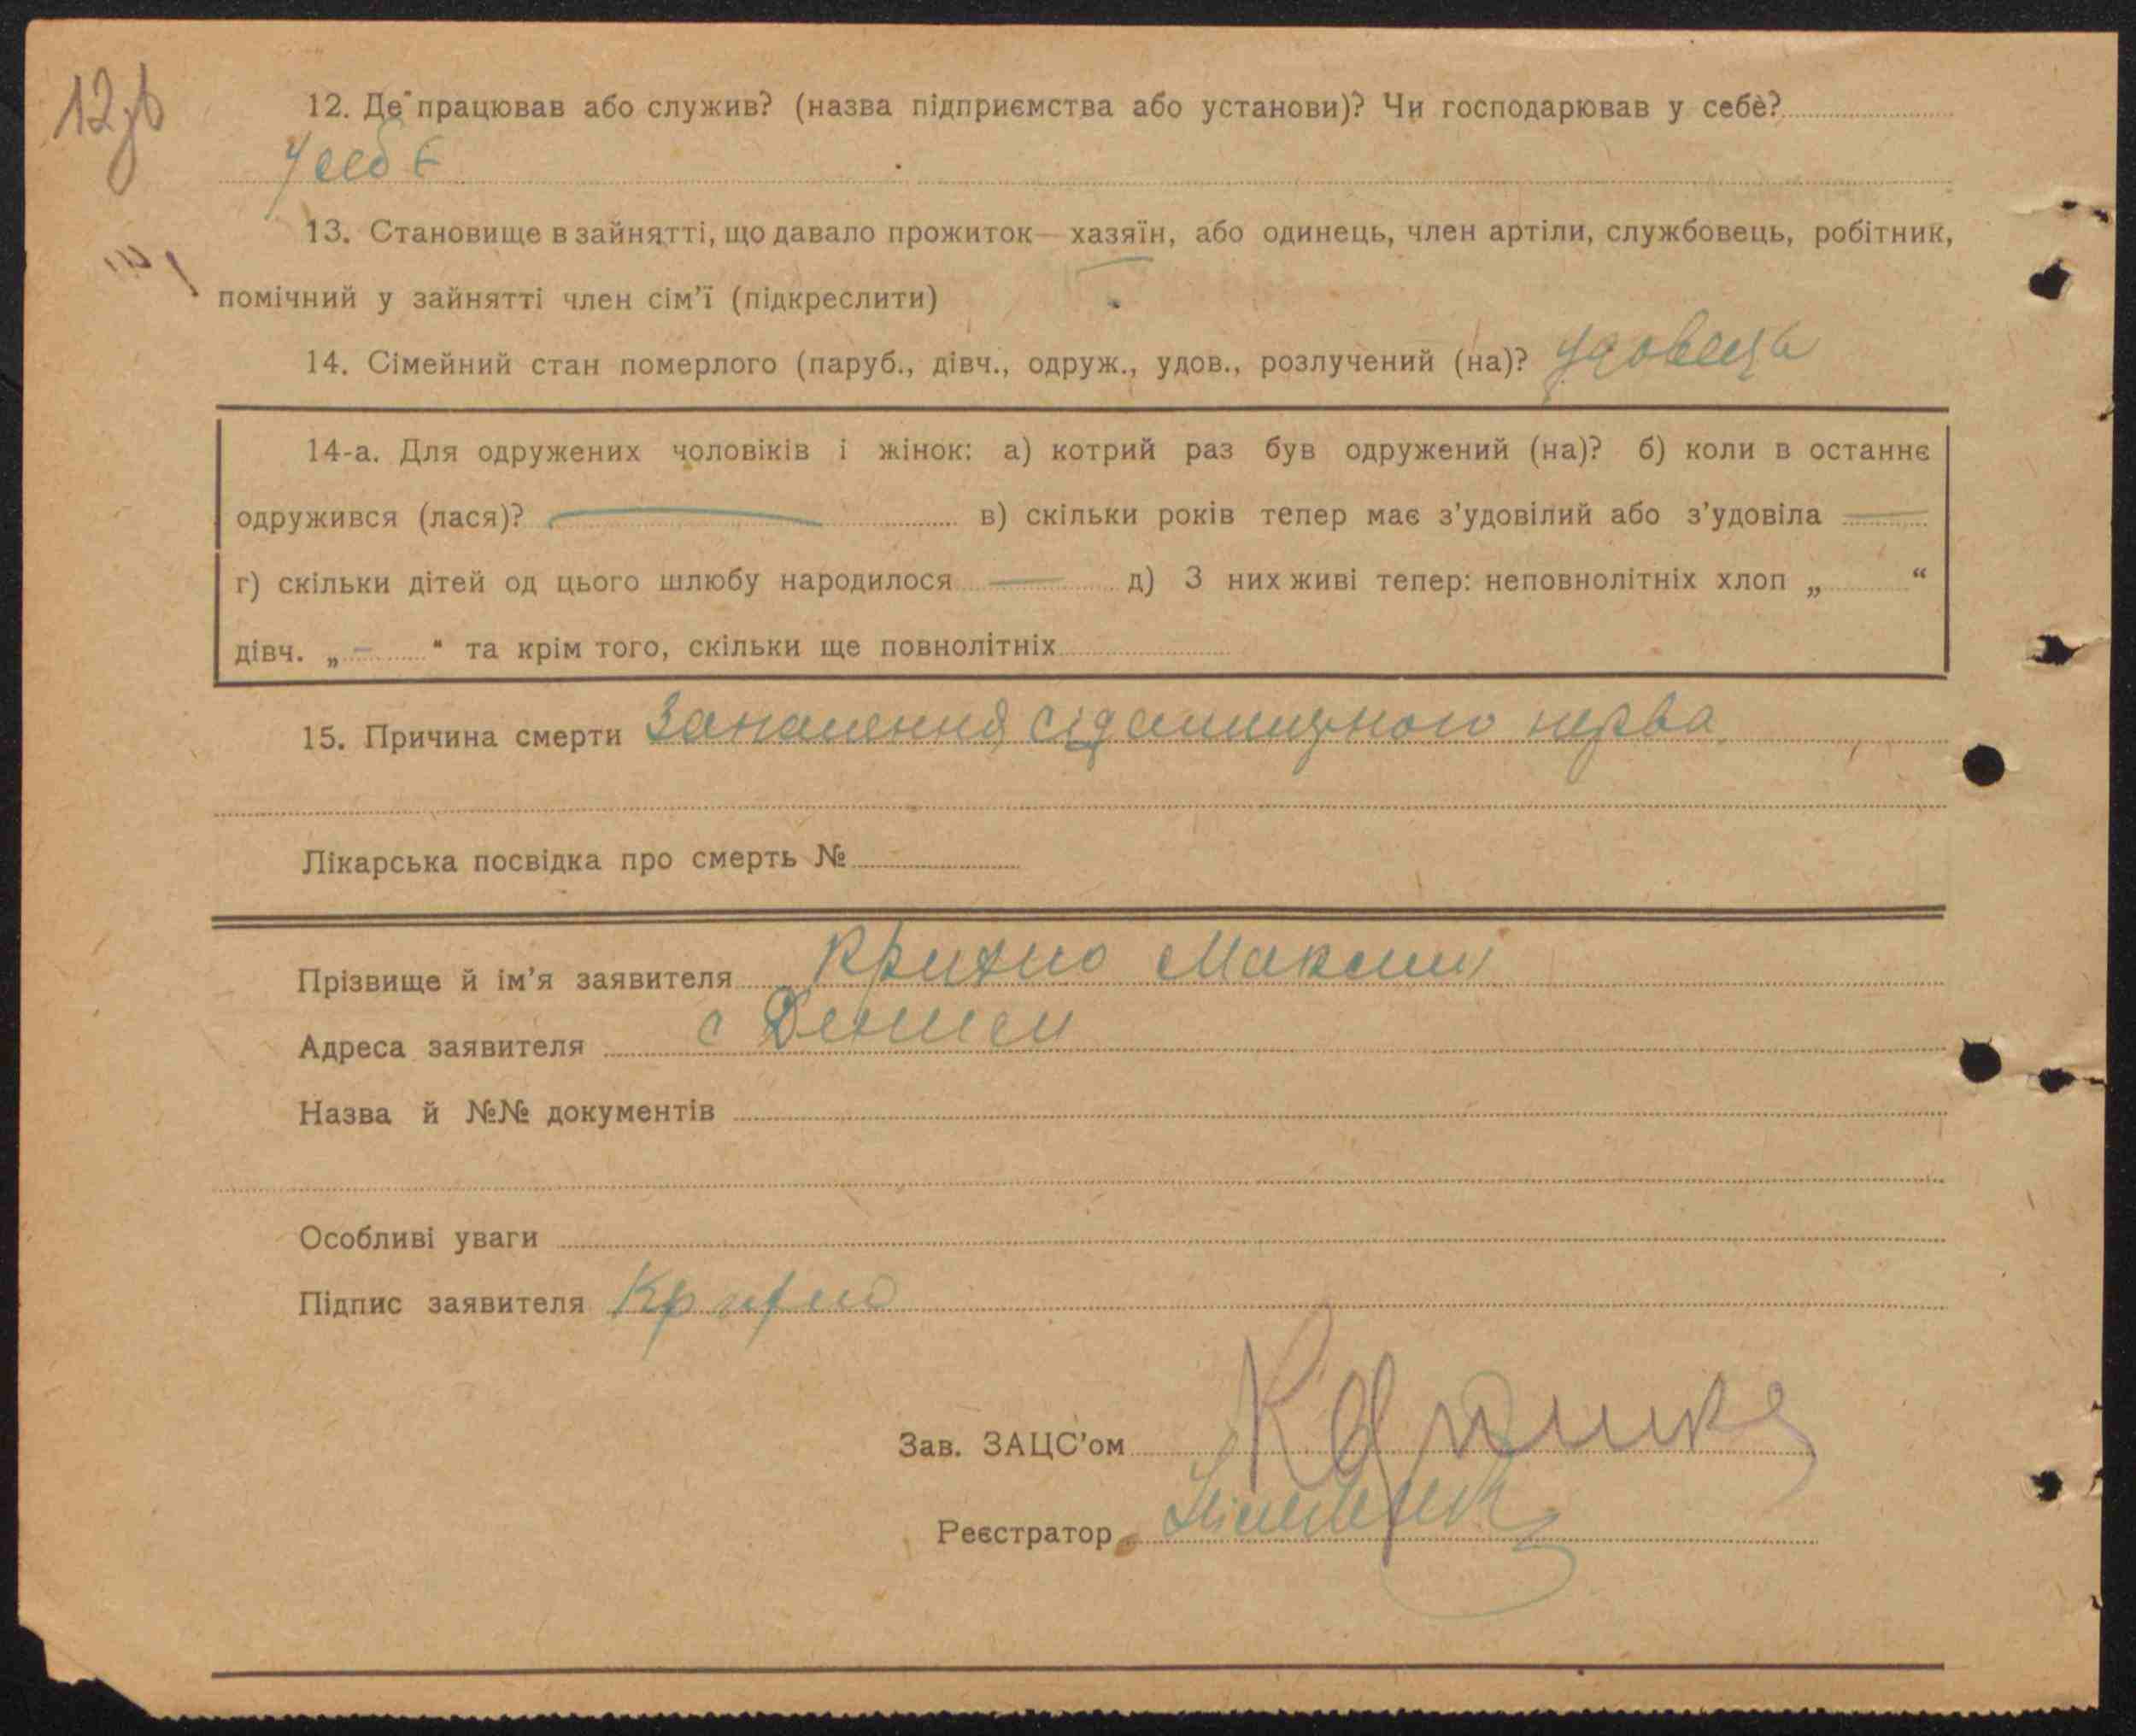 12. Де працював або служив? (назва підприємства або установи)? Чи господарював у себе?
у себе
13. Становище в зайнятті, що давало прожиток— хазяїн, або одинець, член артіли, службовець, робітник,
помічний у зайнятті член сім'ї (підкреслити)
14. Сімейний стан померлого (паруб., дівч., одруж., удов., розлучений (на)? удовець
14-а. Для одружених чоловіків і жінок: а) котрий раз був одружений (на)? б) коли в останнє
одружився (лася)? — в) скільки років тепер має з'удовілий або з'удовіла —
г) скільки дітей од цього шлюбу народилося — д) З них живі тепер: неповнолітніх хлоп „ “
дівч. „ – “ та крім того, скільки ще повнолітніх
15. Причина смерти Запалення сідалищного нерва
Лікарська посвідка про смерть №
Прізвище й ім'я заявителя Крихно Максим
Адреса заявителя с
Назва й №№ документів
Особливі уваги
Підпис заявителя Крихно
Зав. ЗАЦС'ом
Реєстратор